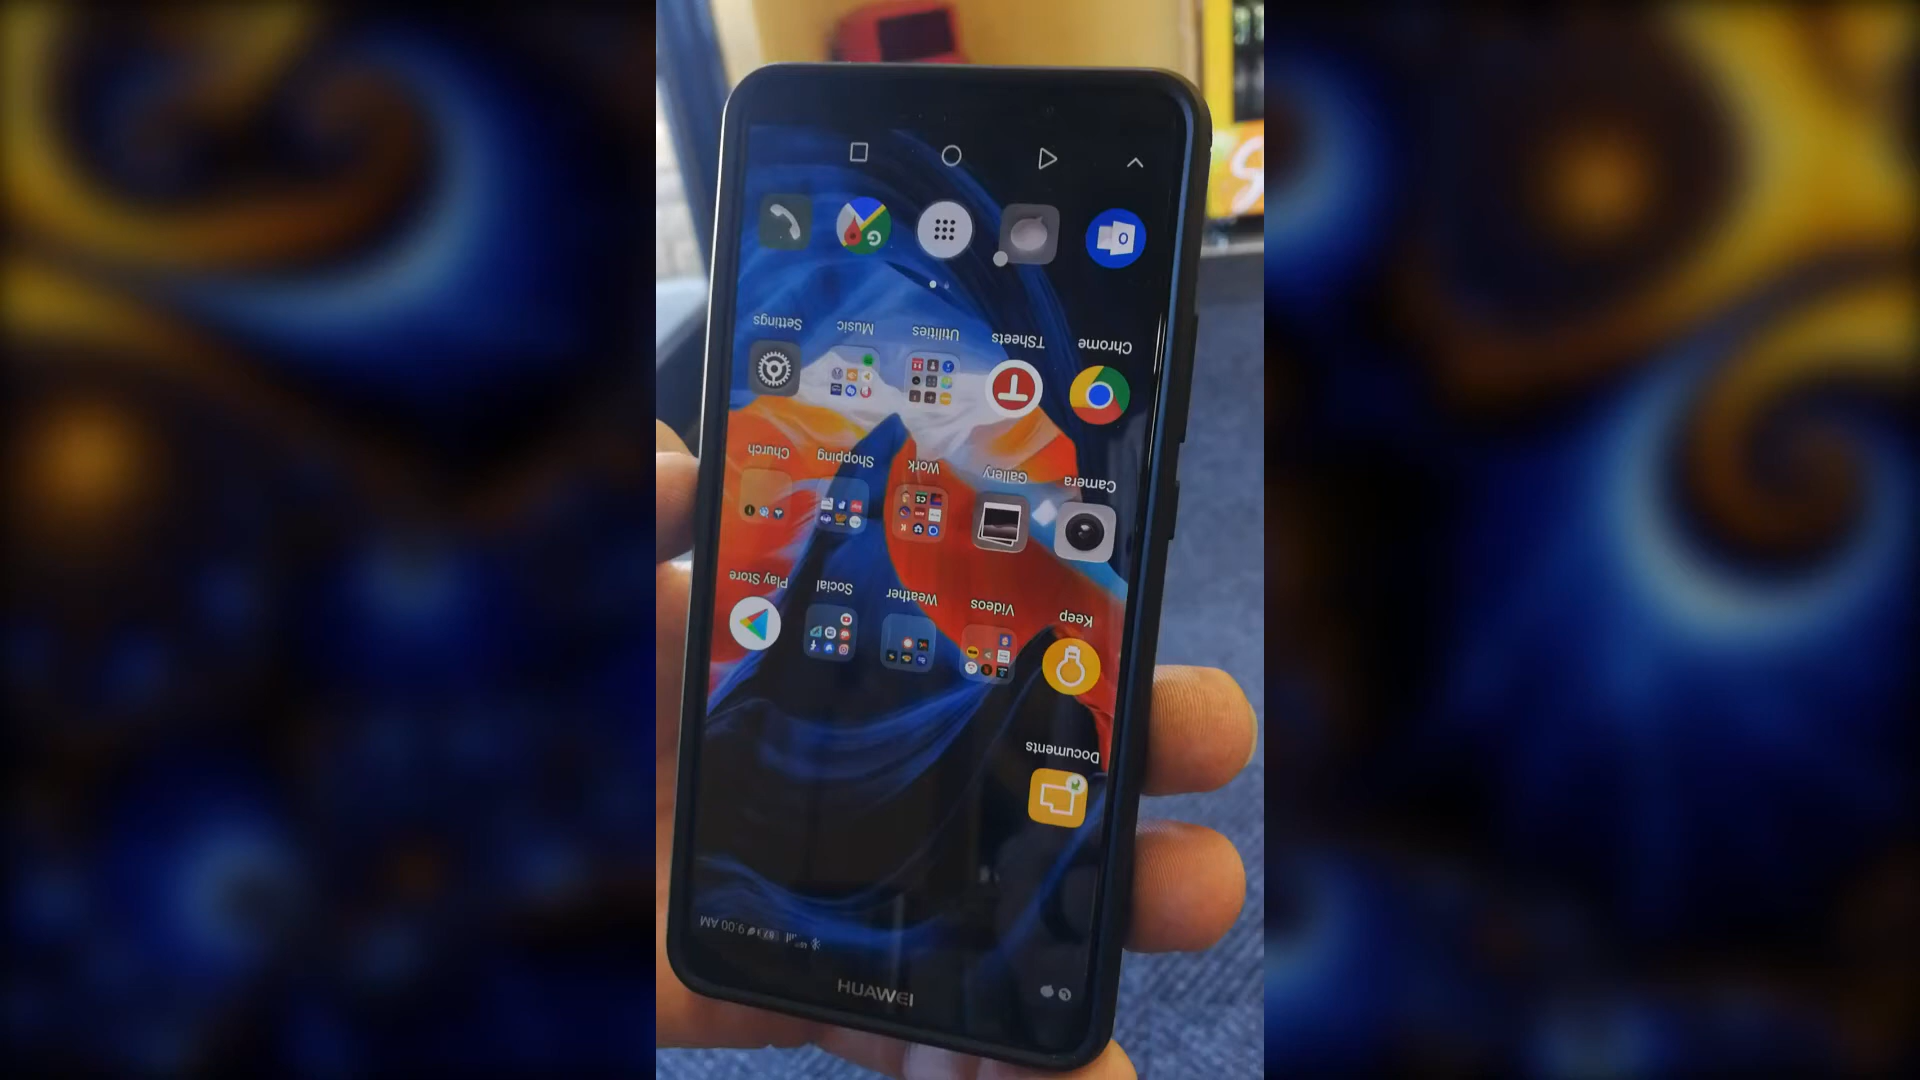 87 9:00 AM
Documents
Keep Videos Weather Social Play Store
Camera Gallery Work Shopping Church
Chrome TSheets Utilities Music Settings
HUAWEI